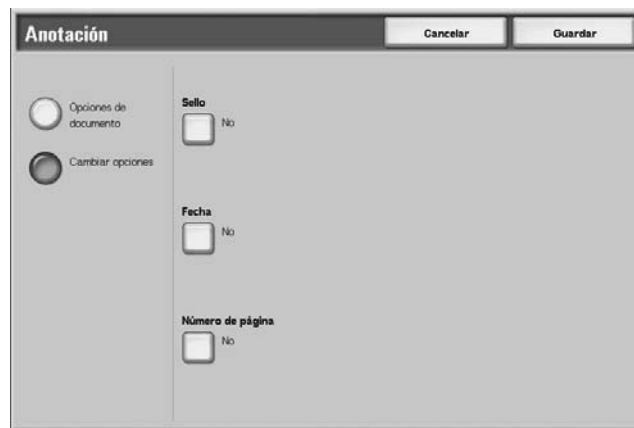 Anotación
Cancelar
Guardar
Opciones de
documento
Cambiar opciones
Sello
No
Fecha
No
Número de página
No